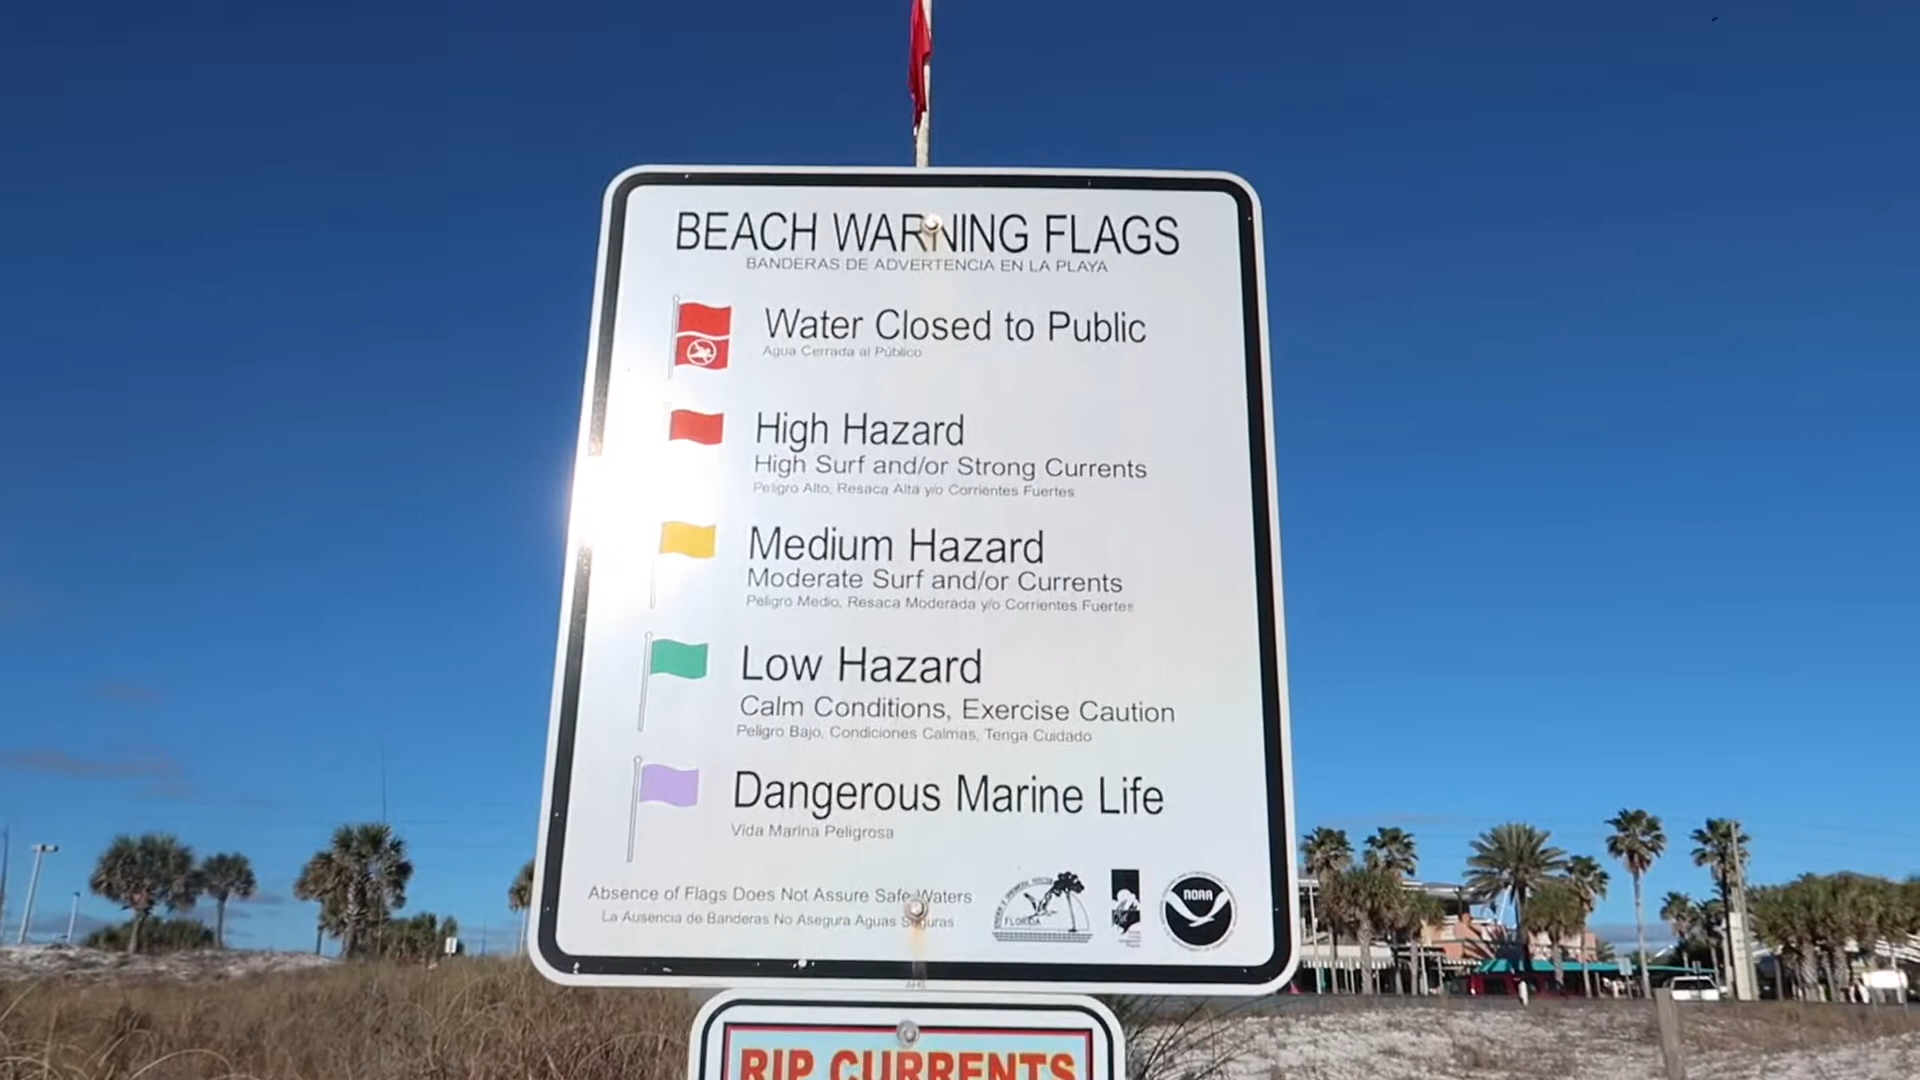 BEACH WARNING FLAGS
BANDERAS DE ADVERTENCIA EN LA PLAYA
Water Closed to Public
Agua Cerrada al Público
High Hazard
High Surf and/or Strong Currents
Peligro Alto, Resaca Alta y/o Corrientes Fuertes
Medium Hazard
Moderate Surf and/or Currents
Peligro Medio, Resaca Moderada y/o Corrientes Fuertes
Low Hazard
Calm Conditions, Exercise Caution
Peligro Bajo, Condiciones Calmas, Tenga Cuidado
Dangerous Marine Life
Vida Marina Peligrosa
Absence of Flags Does Not Assure Safe Waters
La Ausencia de Banderas No Asegura Aguas Seguras
FLORIDA
NOAA
RIP CURRENTS